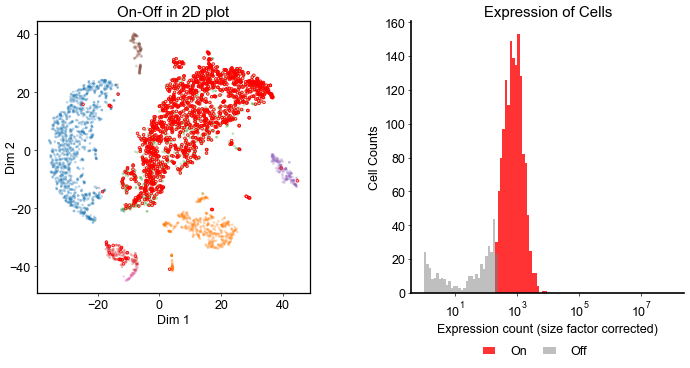 On-Off in 2D plot
Dim 2
40
20
0
−20
−40
−20
0
20
40
Dim 1
Expression of Cells
Cell Counts
160
140
120
100
80
60
40
20
0
10^1
10^3
10^5
10^7
Expression count (size factor corrected)
On
Off